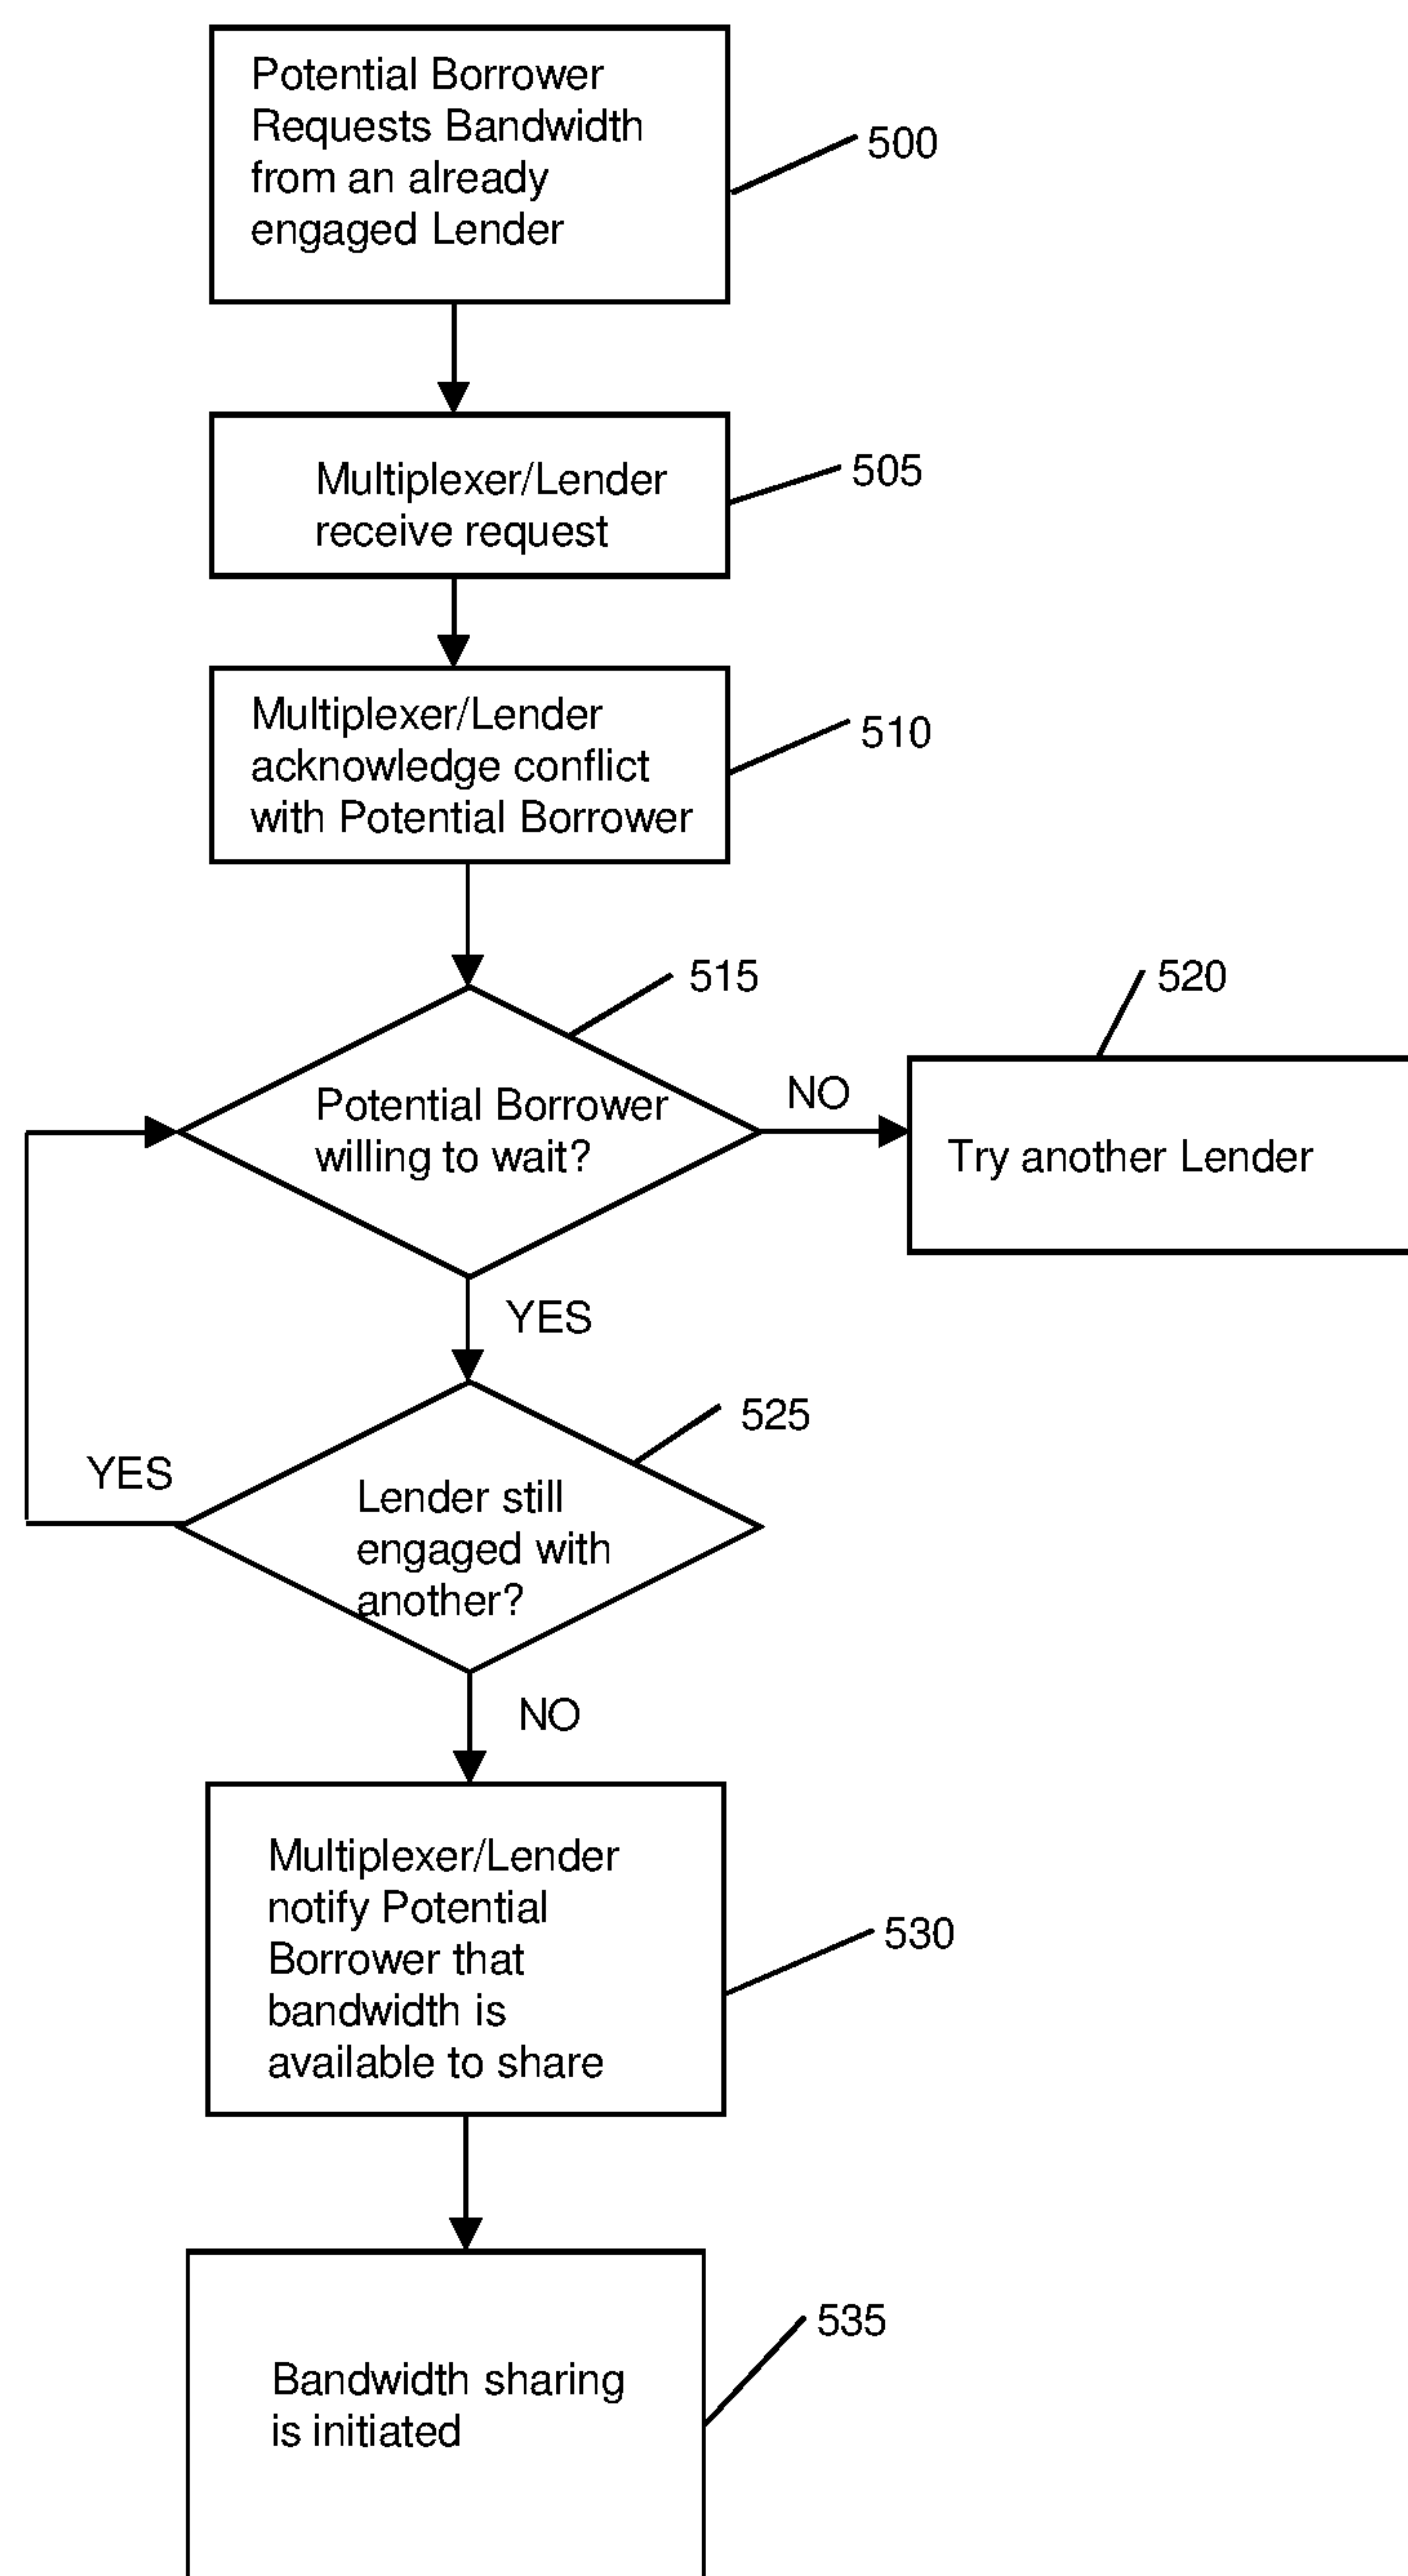 Potential Borrower
Requests Bandwidth
from an already
engaged Lender
500
Multiplexer/Lender
receive request
505
Multiplexer/Lender
acknowledge conflict
with Potential Borrower
510
515
520
Potential Borrower
willing to wait?
NO
Try another Lender
YES
525
YES
Lender still
engaged with
another?
NO
Multiplexer/Lender
notify Potential
Borrower that
bandwidth is
available to share
530
535
Bandwidth sharing
is initiated